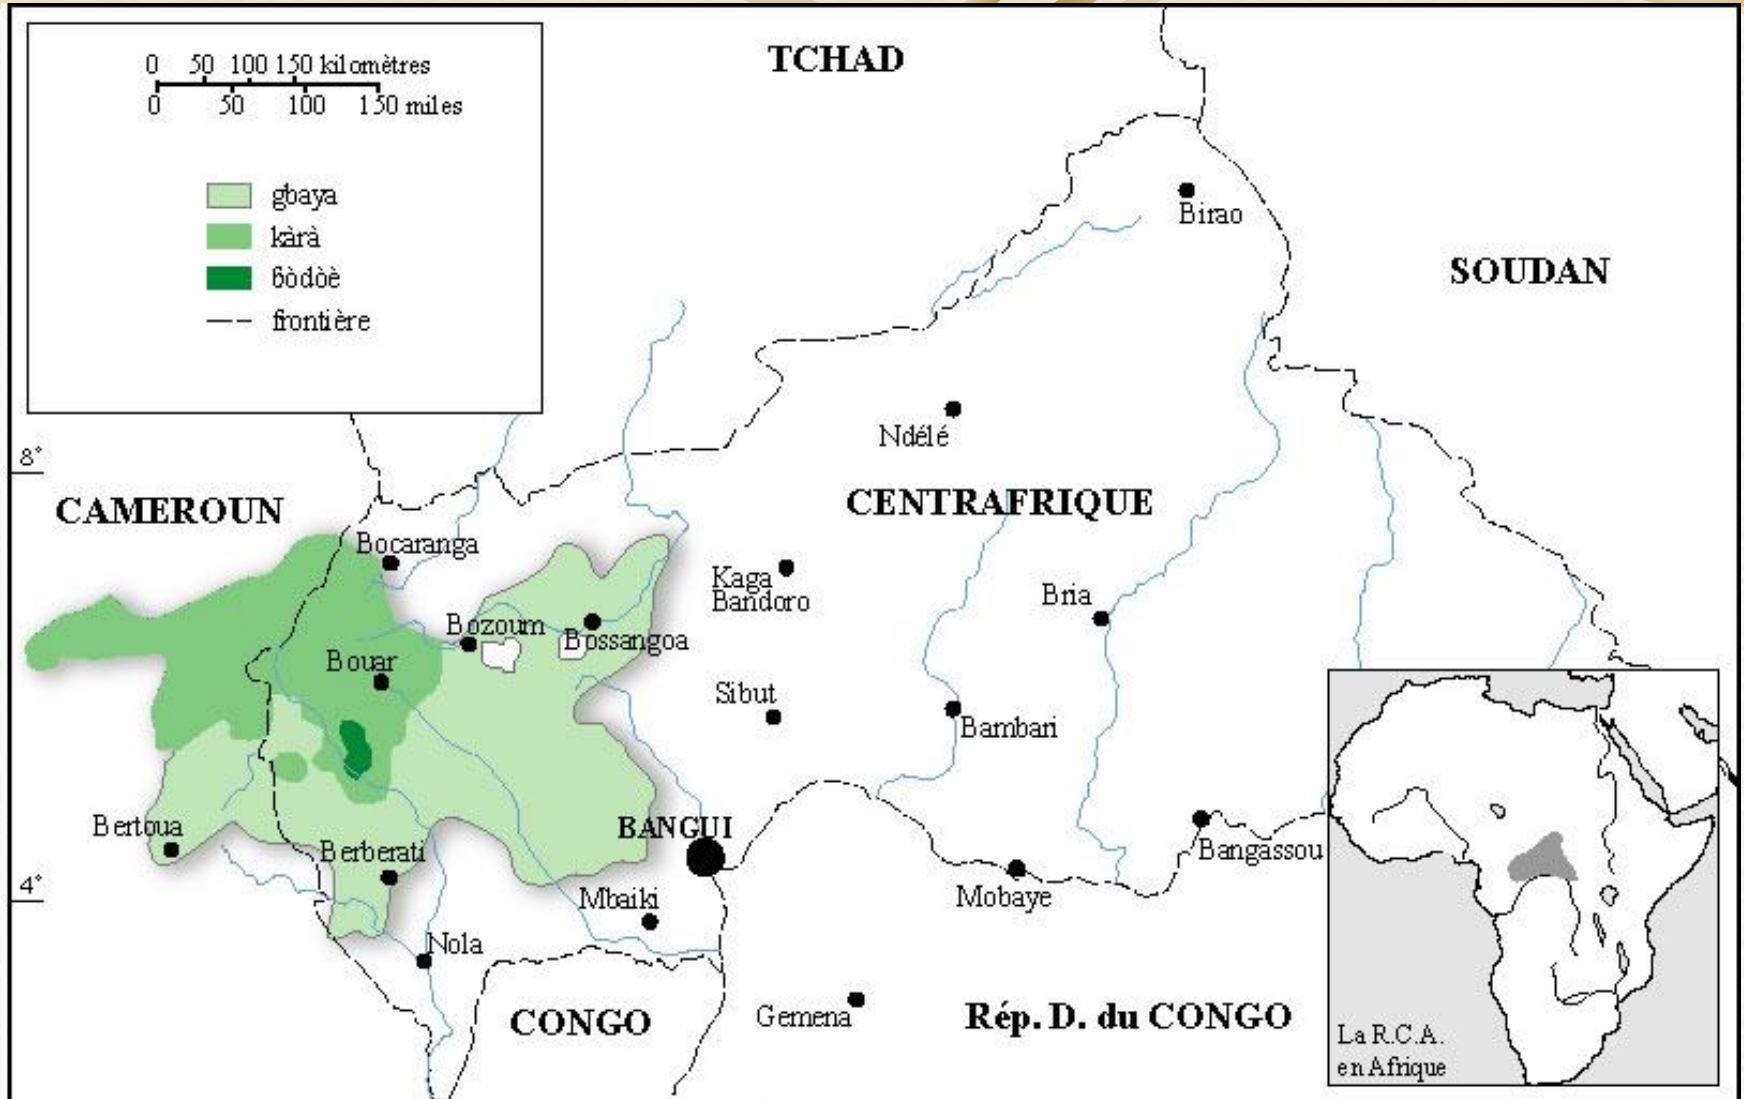 0 50 100 150 kilomètres
0 50 100 150 miles
gbaya
kàrà
ɓòdòè
frontière
TCHAD
Birao
SOUDAN
Ndélé
8°
CAMEROUN
CENTRAFRIQUE
Bocaranga
Kaga
Bandoro
Bria
Bozoum
Bossangoa
Bouar
Sibut
Bambari
Bertoua
BANGUI
Berberati
Bangassou
4°
Mbaiki
Mobaye
Nola
CONGO
Gemena
Rép. D. du CONGO
La R.C.A.
en Afrique